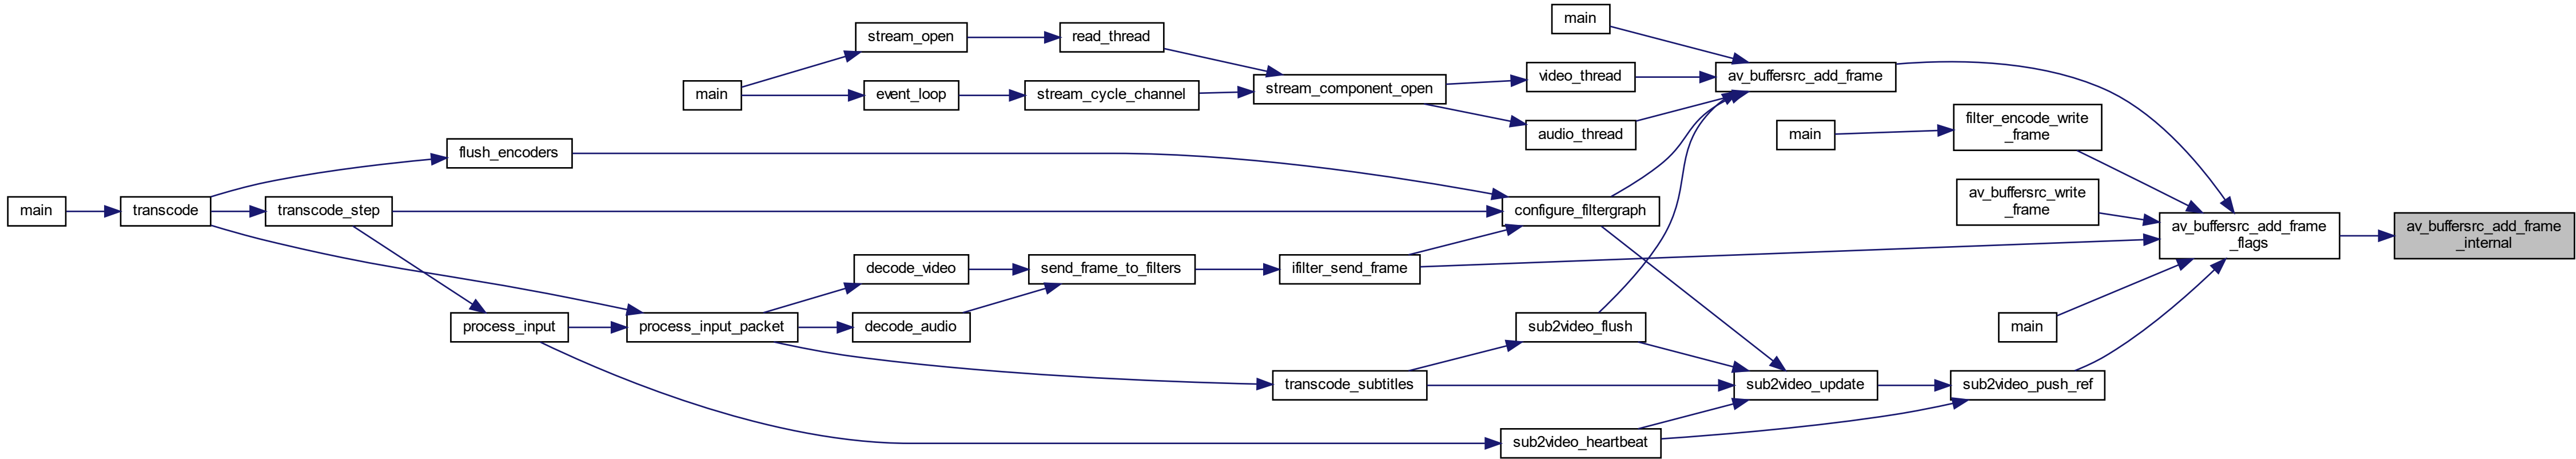 main
stream_open
read_thread
main
event_loop
stream_cycle_channel
stream_component_open
video_thread
audio_thread
av_buffersrc_add_frame
main
filter_encode_write
_frame
av_buffersrc_write
_frame
av_buffersrc_add_frame
_flags
av_buffersrc_add_frame
_internal
flush_encoders
main
transcode
transcode_step
configure_filtergraph
decode_video
send_frame_to_filters
ifilter_send_frame
process_input
process_input_packet
decode_audio
sub2video_flush
main
transcode_subtitles
sub2video_update
sub2video_push_ref
sub2video_heartbeat